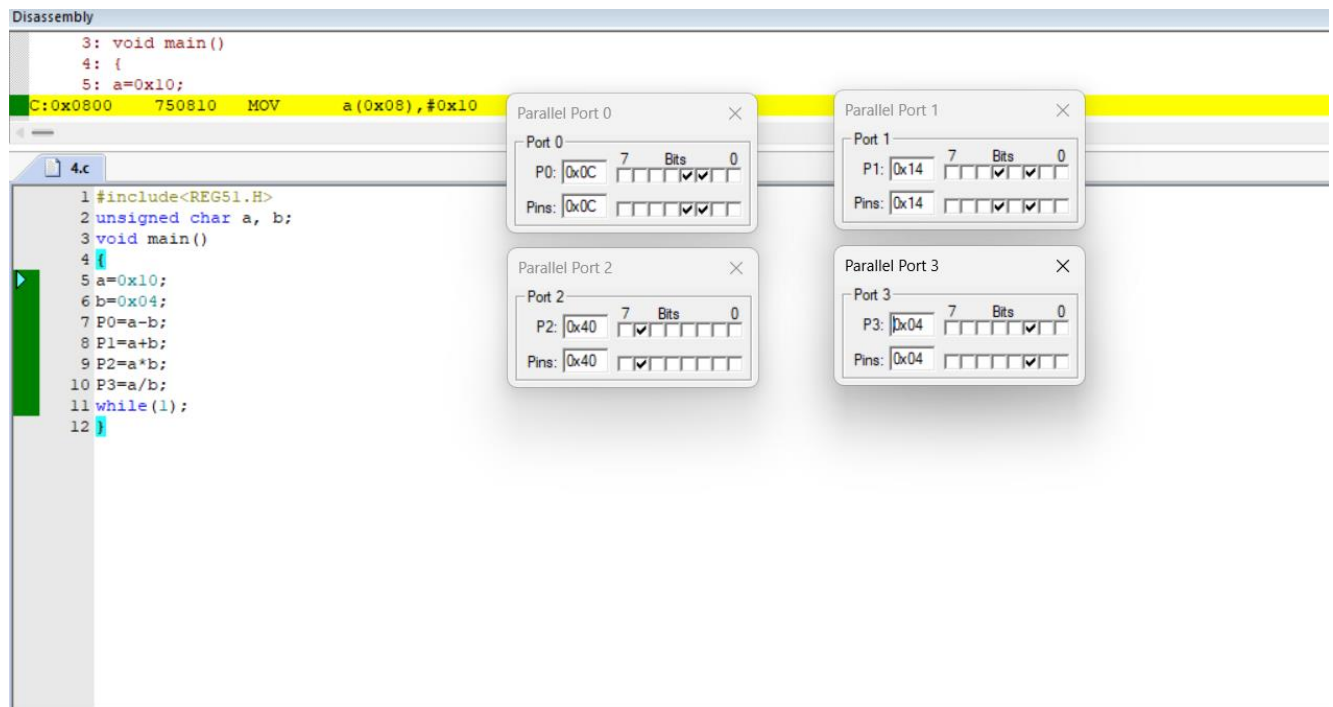 Disassembly
3: void main()
4: {
5: a=0x10;
C:0x0800 750810 MOV a(0x08),#0x10
4.c
1 #include<REG51.H>
2 unsigned char a, b;
3 void main()
4 {
5 a=0x10;
6 b=0x04;
7 P0=a-b;
8 P1=a+b;
9 P2=a*b;
10 P3=a/b;
11 while(1);
12 }
Parallel Port 0
Port 0
7 Bits 0
P0: 0x0C
Pins: 0x0C
Parallel Port 1
Port 1
7 Bits 0
P1: 0x14
Pins: 0x14
Parallel Port 2
Port 2
7 Bits 0
P2: 0x40
Pins: 0x40
Parallel Port 3
Port 3
7 Bits 0
P3: 0x04
Pins: 0x04